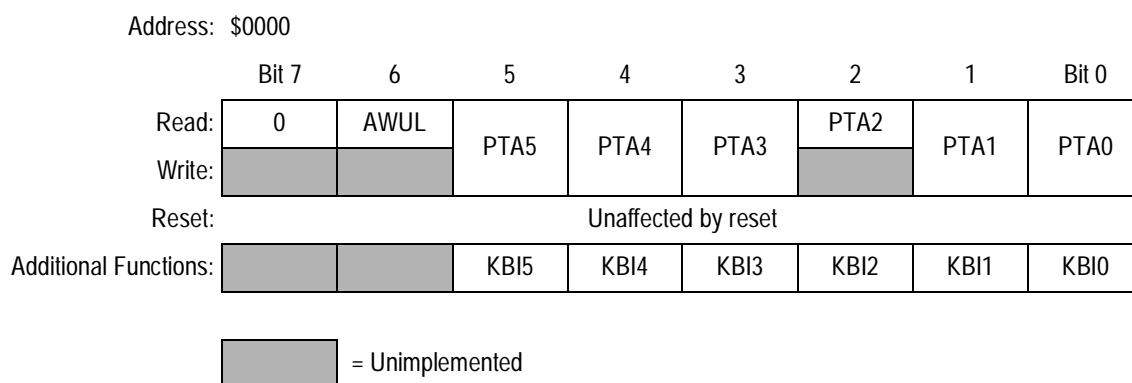 Address: $0000
Bit 7 6 5 4 3 2 1 Bit 0
Read: 0 AWUL PTA5 PTA4 PTA3 PTA2 PTA1 PTA0
Write:
Reset: Unaffected by reset
Additional Functions: KBI5 KBI4 KBI3 KBI2 KBI1 KBI0
= Unimplemented